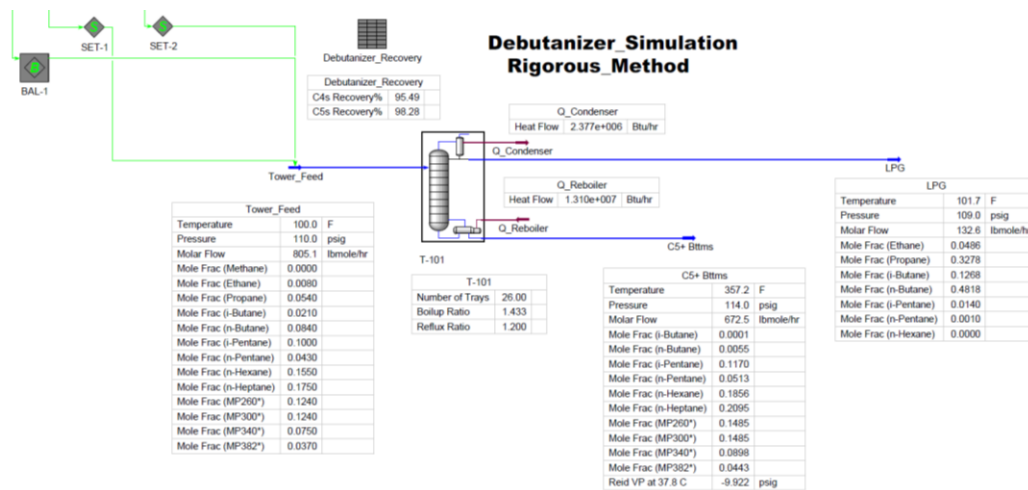 SET-1
SET-2
BAL-1
Debutanizer_Recovery
Debutanizer_Simulation
Rigorous_Method
Debutanizer_Recovery
C4s Recovery% 95.49
C5s Recovery% 98.28
Q_Condenser
Heat Flow 2.377e+006 Btu/hr
Q_Condenser
Tower_Feed
LPG
Q_Reboiler
Heat Flow 1.310e+007 Btu/hr
Q_Reboiler
C5+ Bttms
T-101
Tower_Feed
Temperature 100.0 F
Pressure 110.0 psig
Molar Flow 805.1 lbmole/hr
Mole Frac (Methane) 0.0000
Mole Frac (Ethane) 0.0080
Mole Frac (Propane) 0.0540
Mole Frac (i-Butane) 0.0210
Mole Frac (n-Butane) 0.0840
Mole Frac (i-Pentane) 0.1000
Mole Frac (n-Pentane) 0.0430
Mole Frac (n-Hexane) 0.1550
Mole Frac (n-Heptane) 0.1750
Mole Frac (MP260*) 0.1240
Mole Frac (MP300*) 0.1240
Mole Frac (MP340*) 0.0750
Mole Frac (MP382*) 0.0370
T-101
Number of Trays 26.00
Boilup Ratio 1.433
Reflux Ratio 1.200
C5+ Bttms
Temperature 357.2 F
Pressure 114.0 psig
Molar Flow 672.5 lbmole/hr
Mole Frac (i-Butane) 0.0001
Mole Frac (n-Butane) 0.0055
Mole Frac (i-Pentane) 0.1170
Mole Frac (n-Pentane) 0.0513
Mole Frac (n-Hexane) 0.1856
Mole Frac (n-Heptane) 0.2095
Mole Frac (MP260*) 0.1485
Mole Frac (MP300*) 0.1485
Mole Frac (MP340*) 0.0898
Mole Frac (MP382*) 0.0443
Reid VP at 37.8 C -9.922 psig
LPG
Temperature 101.7 F
Pressure 109.0 psig
Molar Flow 132.6 lbmole/h
Mole Frac (Ethane) 0.0486
Mole Frac (Propane) 0.3278
Mole Frac (i-Butane) 0.1268
Mole Frac (n-Butane) 0.4818
Mole Frac (i-Pentane) 0.0140
Mole Frac (n-Pentane) 0.0010
Mole Frac (n-Hexane) 0.0000